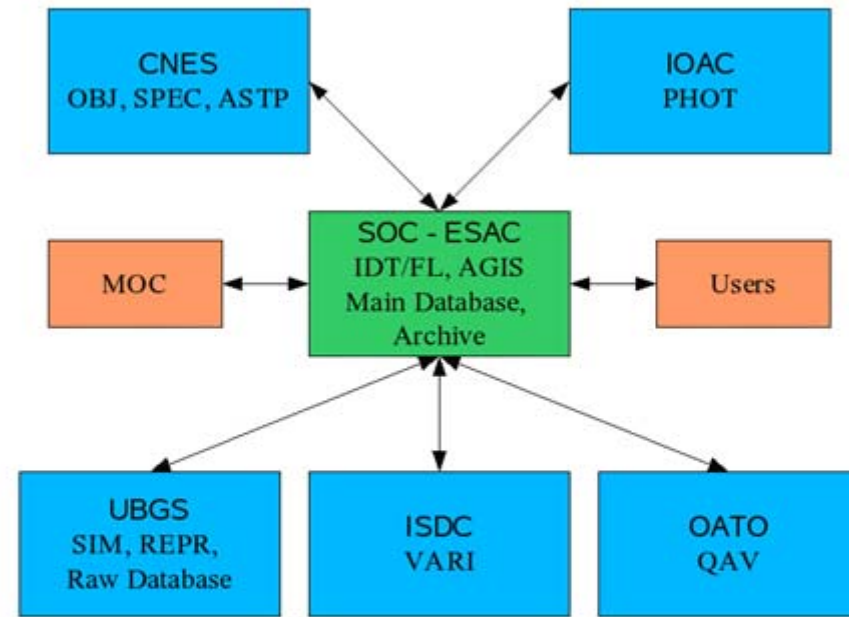 CNES
OBJ, SPEC, ASTP
IOAC
PHOT
SOC - ESAC
IDT/FL, AGIS
Main Database,
Archive
MOC
Users
UBGS
SIM, REPR,
Raw Database
ISDC
VARI
OATO
QAV